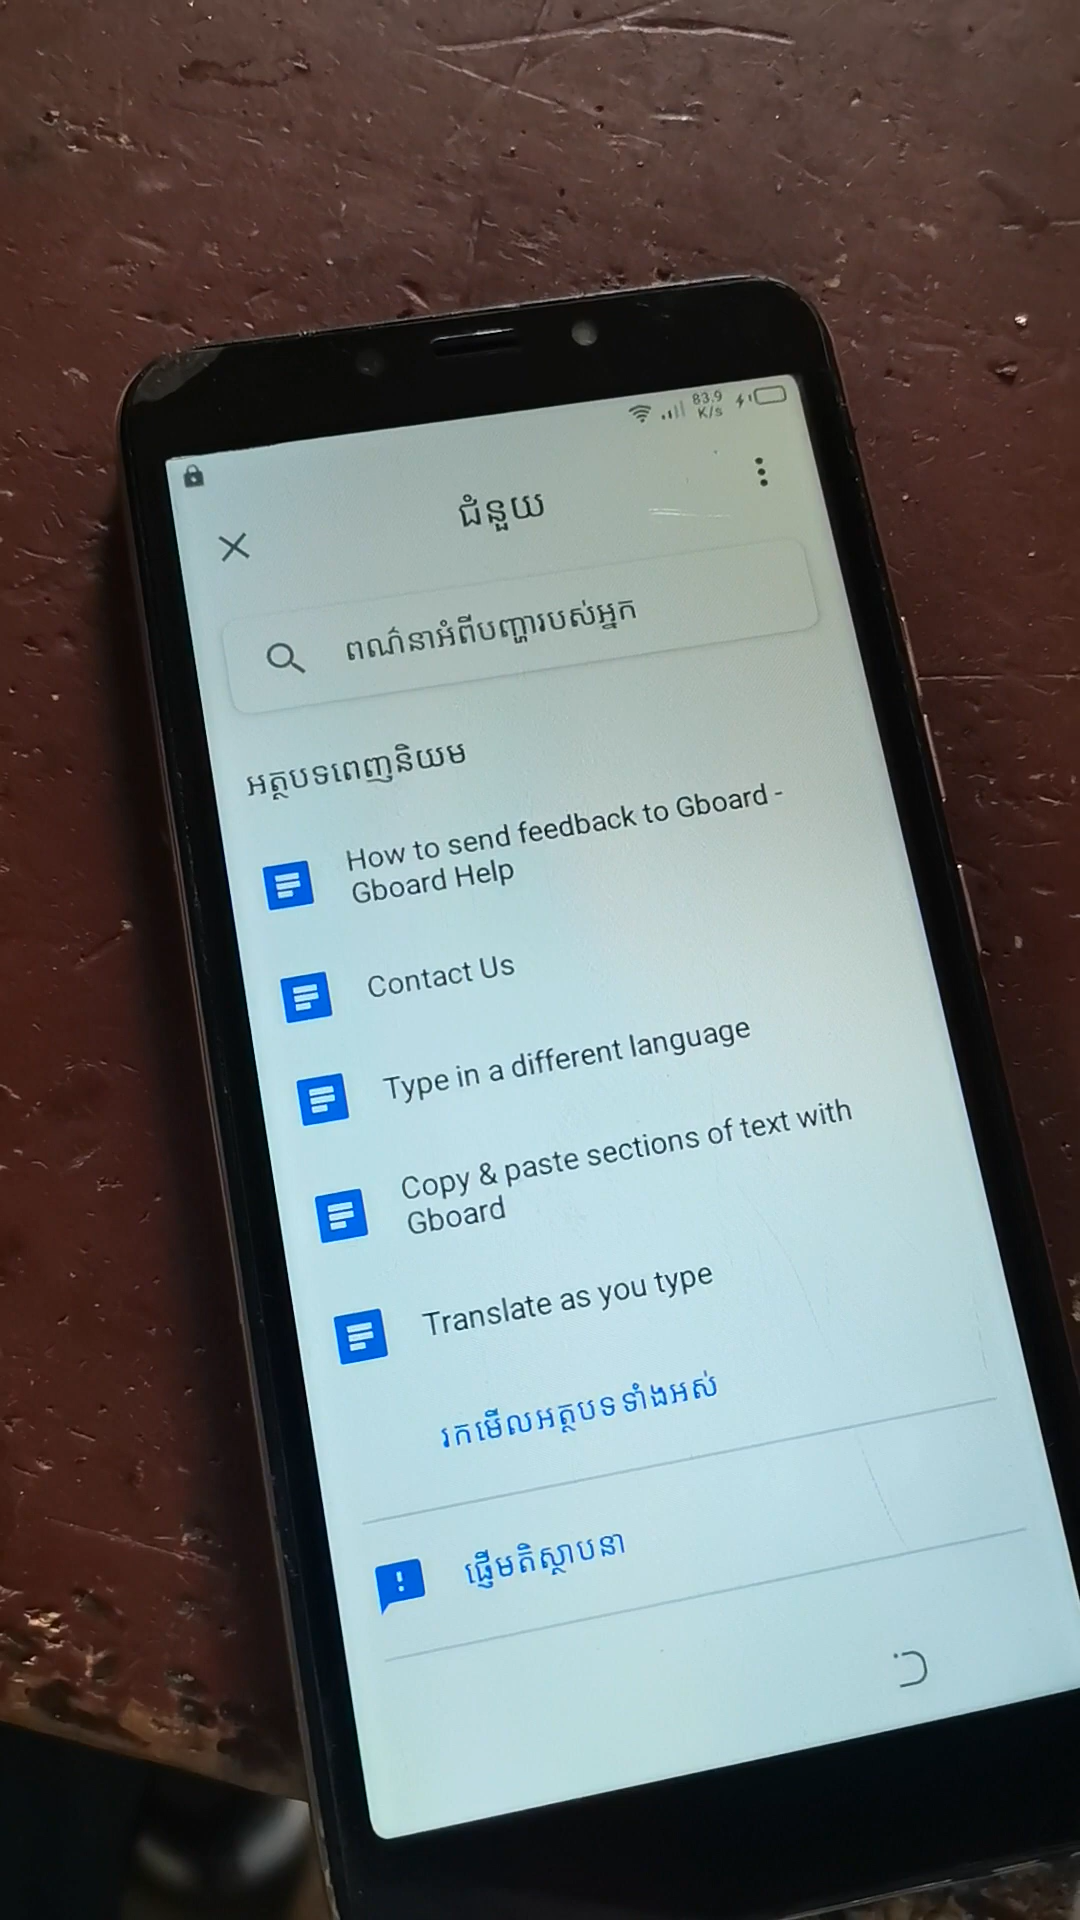 83.9
K/s
ជំនួយ
ពណ៌នាអំពីបញ្ហារបស់អ្នក
អត្ថបទពេញនិយម
How to send feedback to Gboard -
Gboard Help
Contact Us
Type in a different language
Copy & paste sections of text with
Gboard
Translate as you type
រកមើលអត្ថបទទាំងអស់
ផ្ញើមតិស្ថាបនា